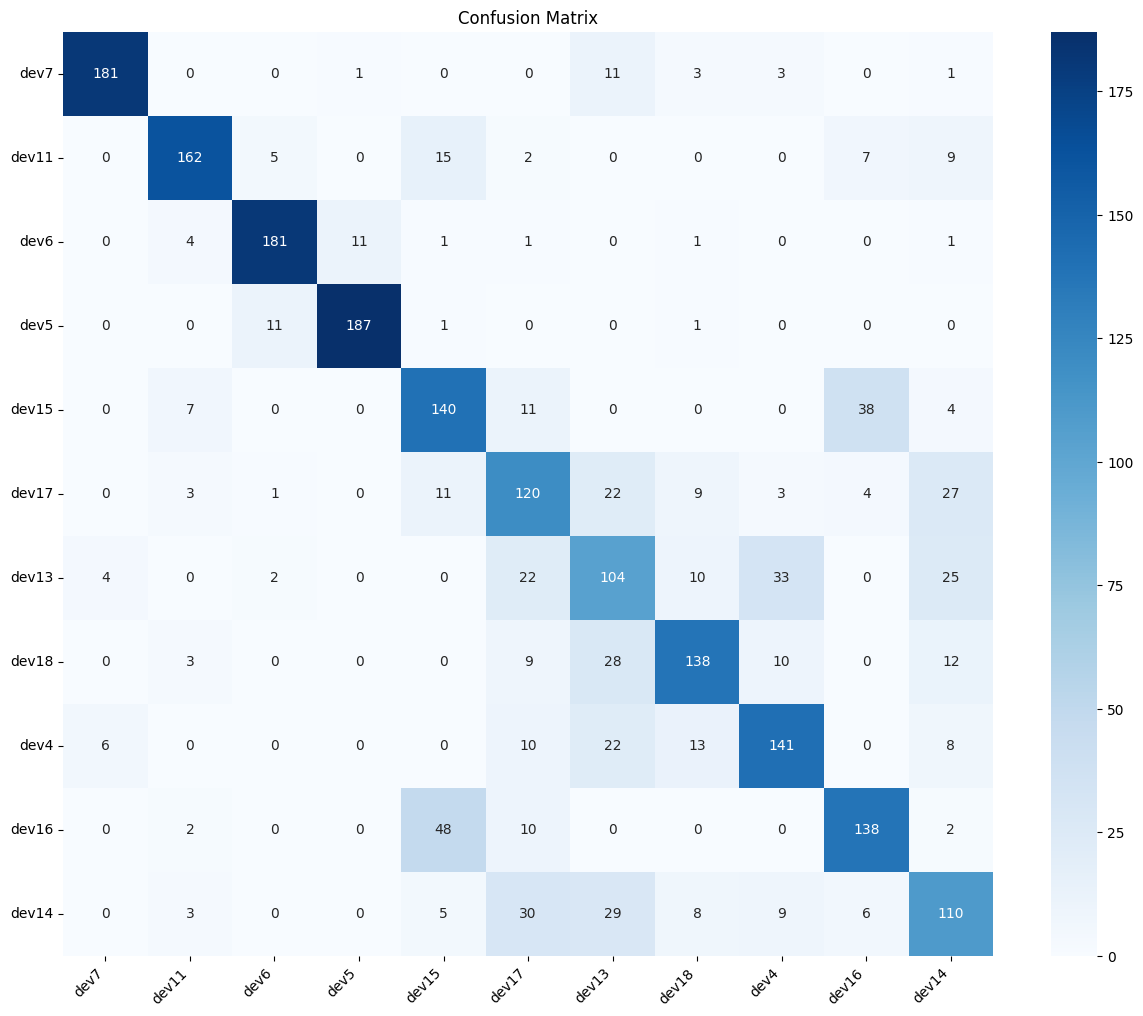 Confusion Matrix
dev7 181 0 0 1 0 0 11 3 3 0 1
dev11 0 162 5 0 15 2 0 0 0 7 9
dev6 0 4 181 11 1 1 0 1 0 0 1
dev5 0 0 11 187 1 0 0 1 0 0 0
dev15 0 7 0 0 140 11 0 0 0 38 4
dev17 0 3 1 0 11 120 22 9 3 4 27
dev13 4 0 2 0 0 22 104 10 33 0 25
dev18 0 3 0 0 0 9 28 138 10 0 12
dev4 6 0 0 0 0 10 22 13 141 0 8
dev16 0 2 0 0 48 10 0 0 0 138 2
dev14 0 3 0 0 5 30 29 8 9 6 110
dev7 dev11 dev6 dev5 dev15 dev17 dev13 dev18 dev4 dev16 dev14
175
150
125
100
75
50
25
0